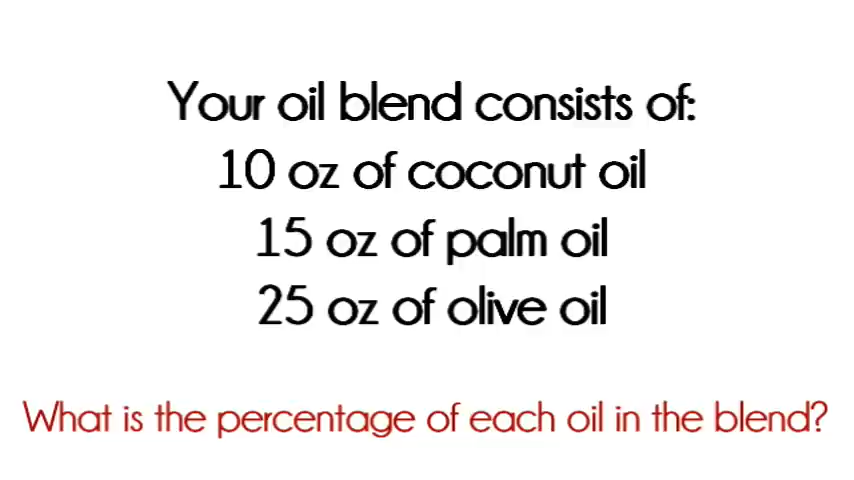 Your oil blend consists of:
10 oz of coconut oil
15 oz of palm oil
25 oz of olive oil
What is the percentage of each oil in the blend?